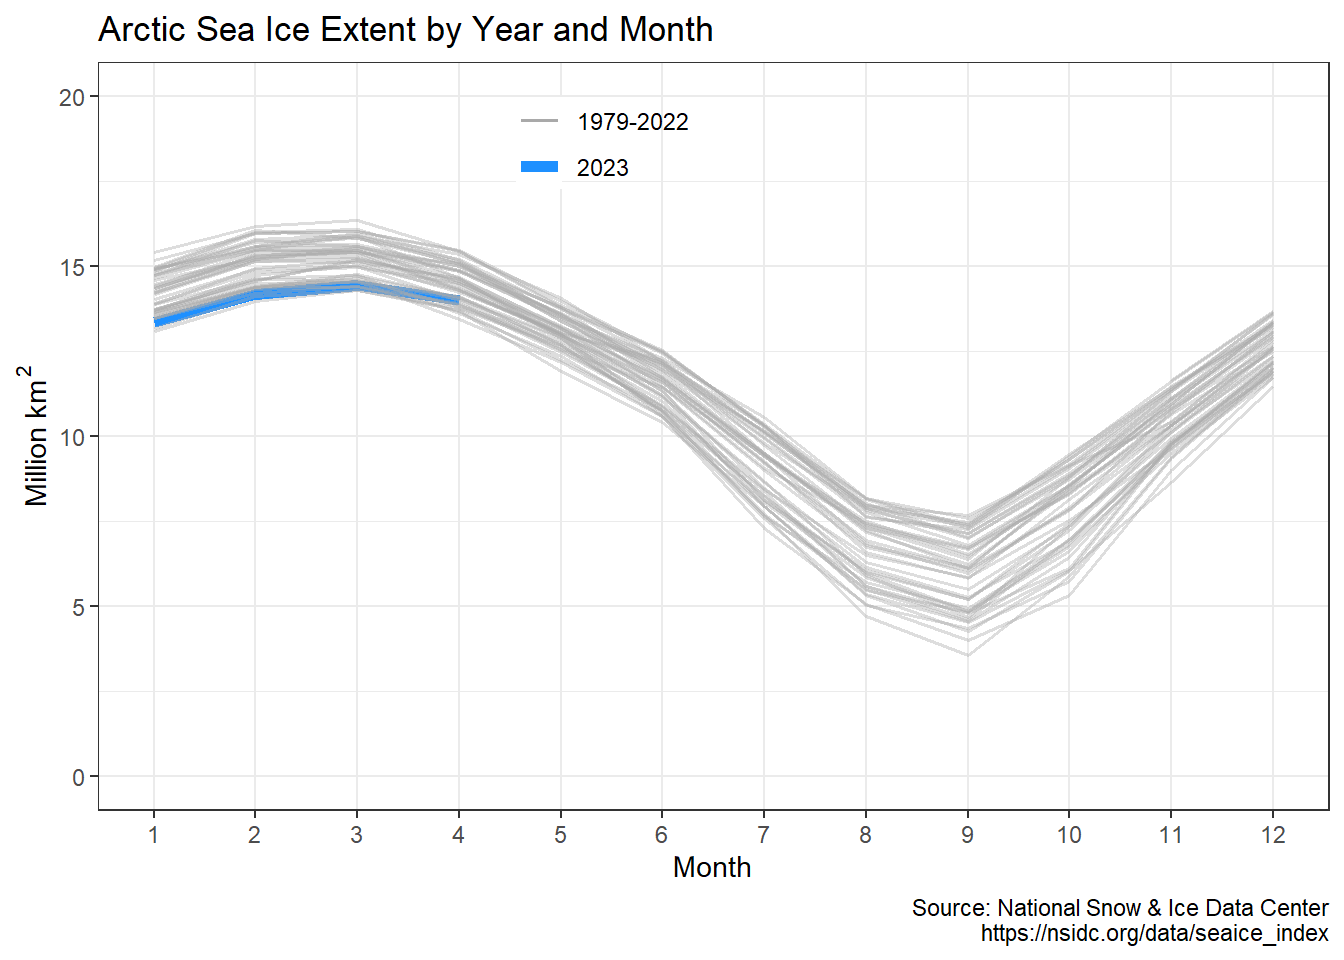 Arctic Sea Ice Extent by Year and Month
1979-2022
2023
20
15
10
5
0
Million km²
1 2 3 4 5 6 7 8 9 10 11 12
Month
Source: National Snow & Ice Data Center
https://nsidc.org/data/seaice_index